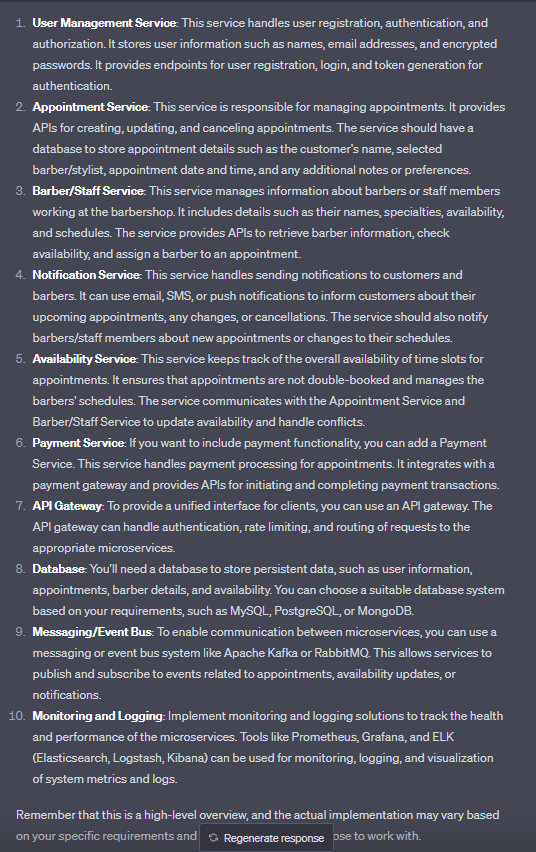 1. User Management Service: This service handles user registration, authentication, and
authorization. It stores user information such as names, email addresses, and encrypted
passwords. It provides endpoints for user registration, login, and token generation for
authentication.
2. Appointment Service: This service is responsible for managing appointments. It provides
APIs for creating, updating, and canceling appointments. The service should have a
database to store appointment details such as the customer's name, selected
barber/stylist, appointment date and time, and any additional notes or preferences.
3. Barber/Staff Service: This service manages information about barbers or staff members
working at the barbershop. It includes details such as their names, specialties, availability,
and schedules. The service provides APIs to retrieve barber information, check
availability, and assign a barber to an appointment.
4. Notification Service: This service handles sending notifications to customers and
barbers. It can use email, SMS, or push notifications to inform customers about their
upcoming appointments, any changes, or cancellations. The service should also notify
barbers/staff members about new appointments or changes to their schedules.
5. Availability Service: This service keeps track of the overall availability of time slots for
appointments. It ensures that appointments are not double-booked and manages the
barbers' schedules. The service communicates with the Appointment Service and
Barber/Staff Service to update availability and handle conflicts.
6. Payment Service: If you want to include payment functionality, you can add a Payment
Service. This service handles payment processing for appointments. It integrates with a
payment gateway and provides APIs for initiating and completing payment transactions.
7. API Gateway: To provide a unified interface for clients, you can use an API gateway. The
API gateway can handle authentication, rate limiting, and routing of requests to the
appropriate microservices.
8. Database: You'll need a database to store persistent data, such as user information,
appointments, barber details, and availability. You can choose a suitable database system
based on your requirements, such as MySQL, PostgreSQL, or MongoDB.
9. Messaging/Event Bus: To enable communication between microservices, you can use a
messaging or event bus system like Apache Kafka or RabbitMQ. This allows services to
publish and subscribe to events related to appointments, availability updates, or
notifications.
10. Monitoring and Logging: Implement monitoring and logging solutions to track the health
and performance of the microservices. Tools like Prometheus, Grafana, and ELK
(Elasticsearch, Logstash, Kibana) can be used for monitoring, logging, and visualization
of system metrics and logs.
Remember that this is a high-level overview, and the actual implementation may vary based
on your specific requirements and Regenerate response ose to work with.